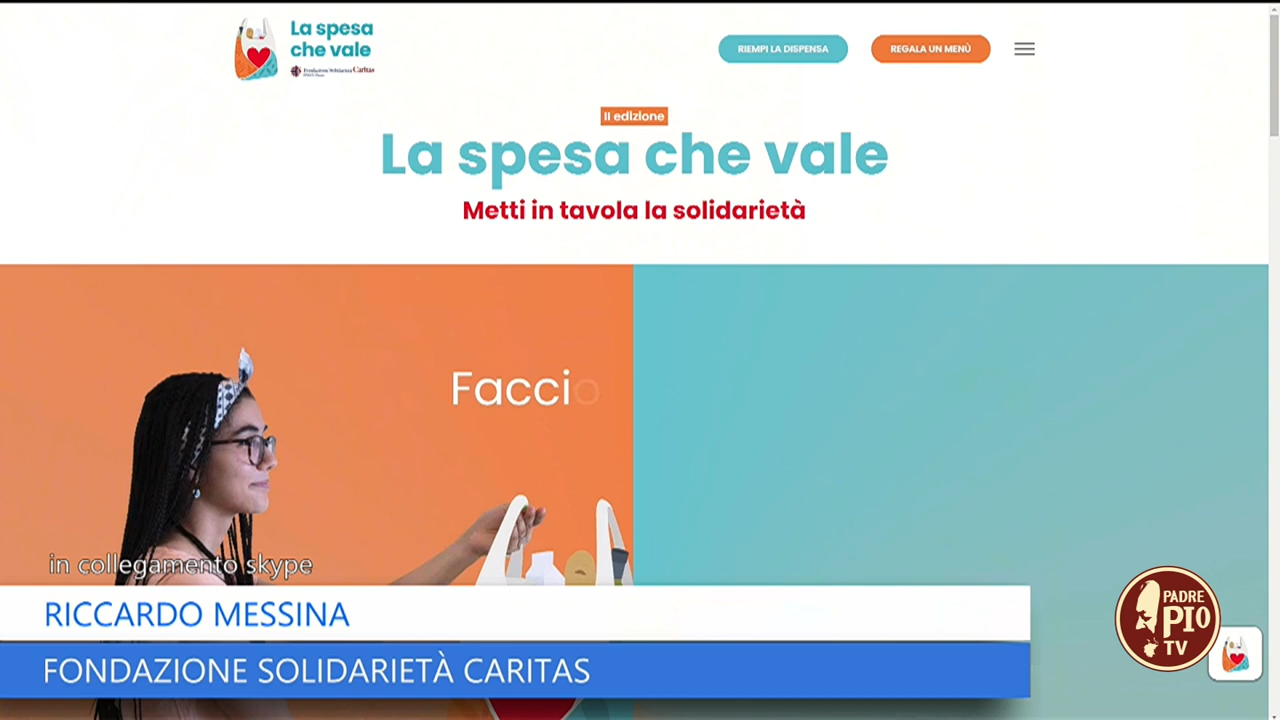 La spesa
che vale
Fondazione Solidarietà Caritas
RIEMPI LA DISPENSA
REGALA UN MENÙ
II edizione
La spesa che vale
Metti in tavola la solidarietà
Faccio
in collegamento skype
RICCARDO MESSINA
FONDAZIONE SOLIDARIETÀ CARITAS
PADRE
PIO
TV